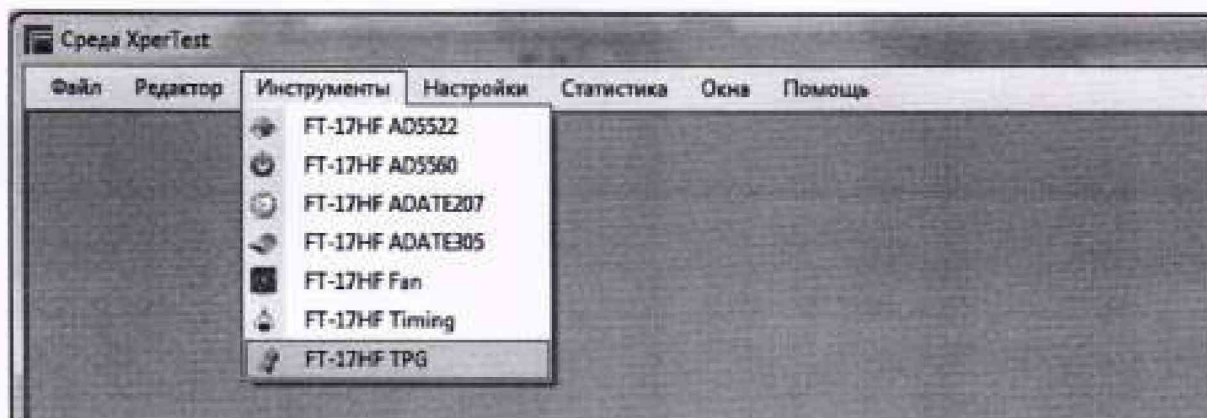 Среда XperTest
Файл Редактор Инструменты Настройки Статистика Окна Помощь
FT-17HF AD5522
FT-17HF AD5560
FT-17HF ADATE207
FT-17HF ADATE305
FT-17HF Fan
FT-17HF Timing
FT-17HF TPG